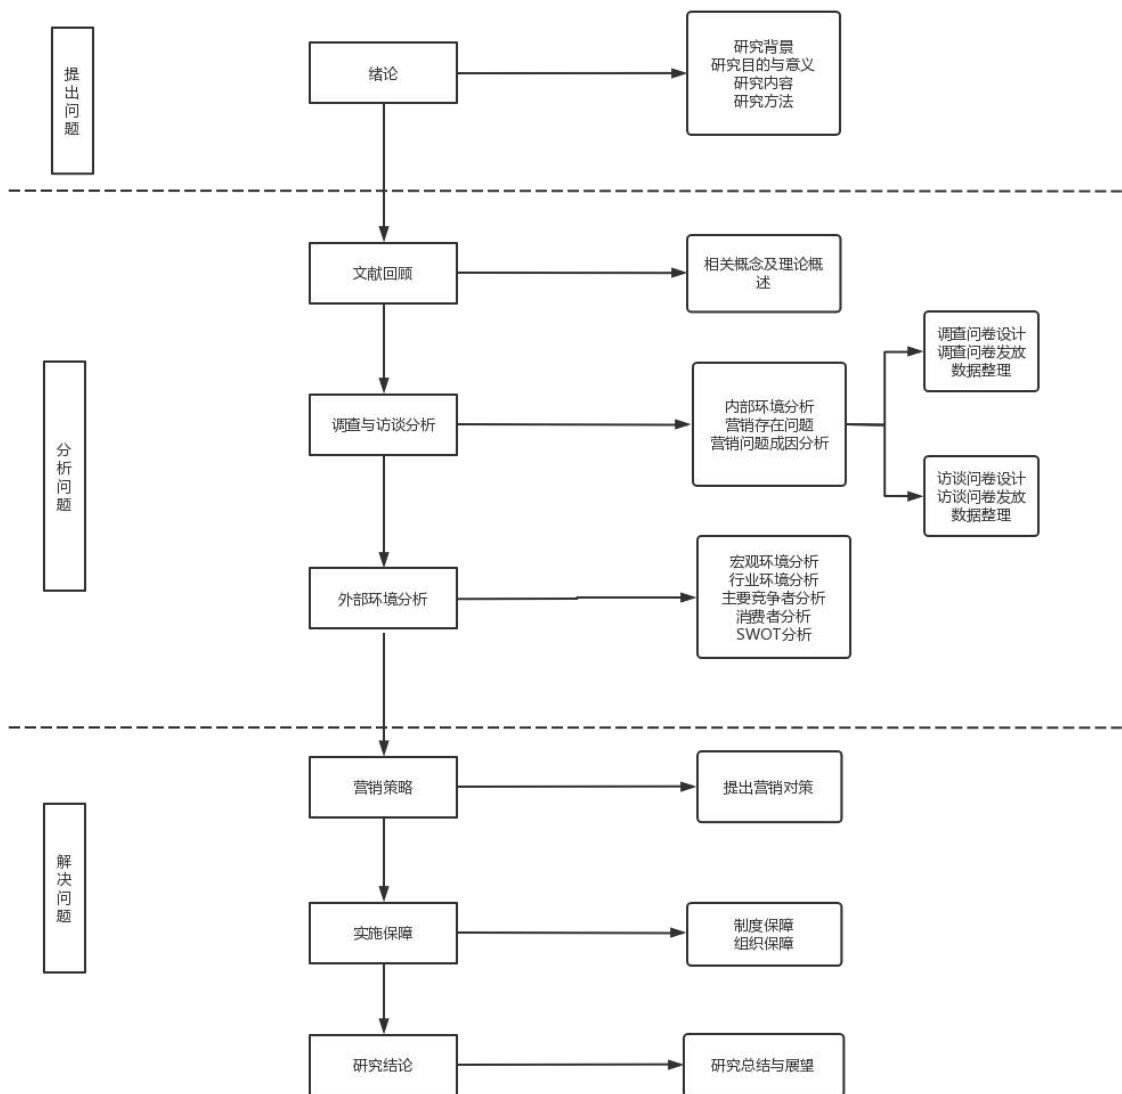 提出问题
绪论
研究背景
研究目的与意义
研究内容
研究方法
分析问题
文献回顾
相关概念及理论概
述
调查与访谈分析
内部环境分析
营销存在问题
营销问题成因分析
调查问卷设计
调查问卷发放
数据整理
访谈问卷设计
访谈问卷发放
数据整理
外部环境分析
宏观环境分析
行业环境分析
主要竞争者分析
消费者分析
SWOT分析
解决问题
营销策略
提出营销对策
实施保障
制度保障
组织保障
研究结论
研究总结与展望